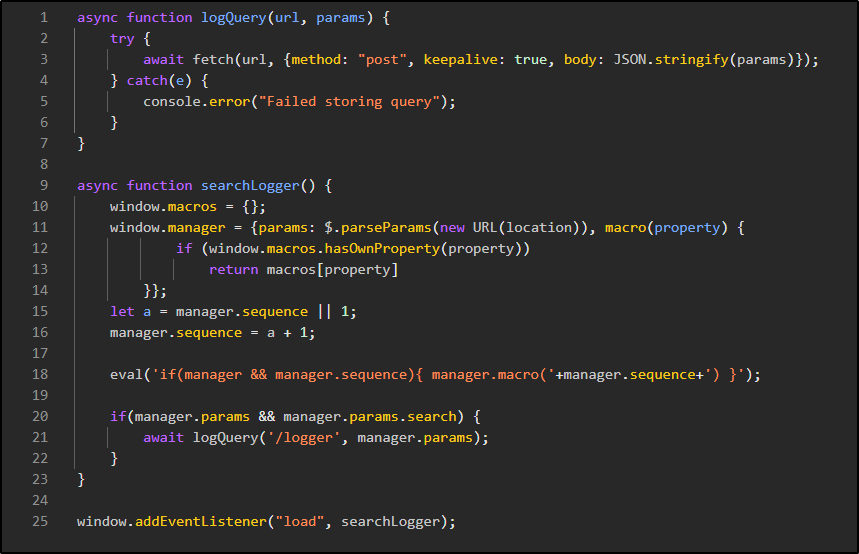 1 async function logQuery(url, params) {
2     try {
3         await fetch(url, {method: "post", keepalive: true, body: JSON.stringify(params)});
4     } catch(e) {
5         console.error("Failed storing query");
6     }
7 }
8
9 async function searchLogger() {
10     window.macros = {};
11     window.manager = {params: $.parseParams(new URL(location)), macro(property) {
12             if (window.macros.hasOwnProperty(property))
13                 return macros[property]
14         }};
15     let a = manager.sequence || 1;
16     manager.sequence = a + 1;
17
18     eval('if(manager && manager.sequence){ manager.macro('+manager.sequence+') }');
19
20     if(manager.params && manager.params.search) {
21         await logQuery('/logger', manager.params);
22     }
23 }
24
25 window.addEventListener("load", searchLogger);